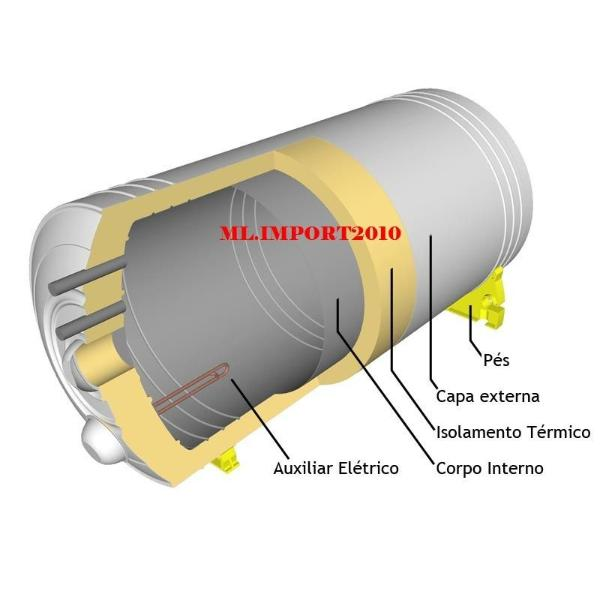 ML.IMPORT2010
Pés
Capa externa
Isolamento Térmico
Auxiliar Elétrico
Corpo Interno